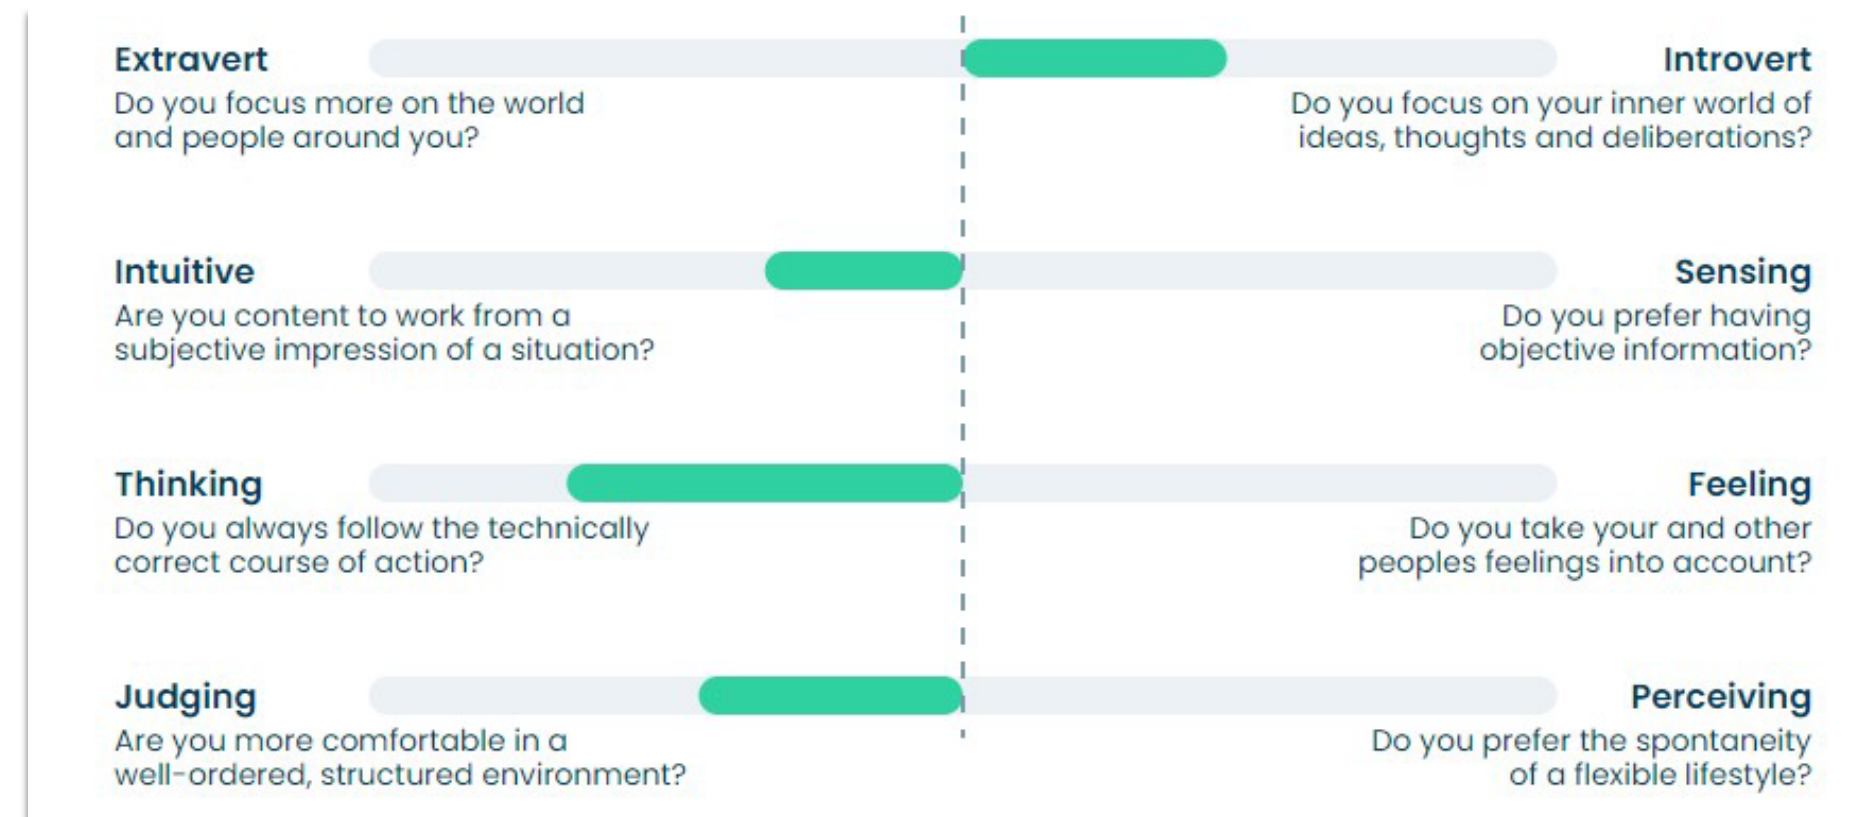 Extravert
Do you focus more on the world
and people around you?
Introvert
Do you focus on your inner world of
ideas, thoughts and deliberations?
Intuitive
Are you content to work from a
subjective impression of a situation?
Sensing
Do you prefer having
objective information?
Thinking
Do you always follow the technically
correct course of action?
Feeling
Do you take your and other
peoples feelings into account?
Judging
Are you more comfortable in a
well-ordered, structured environment?
Perceiving
Do you prefer the spontaneity
of a flexible lifestyle?